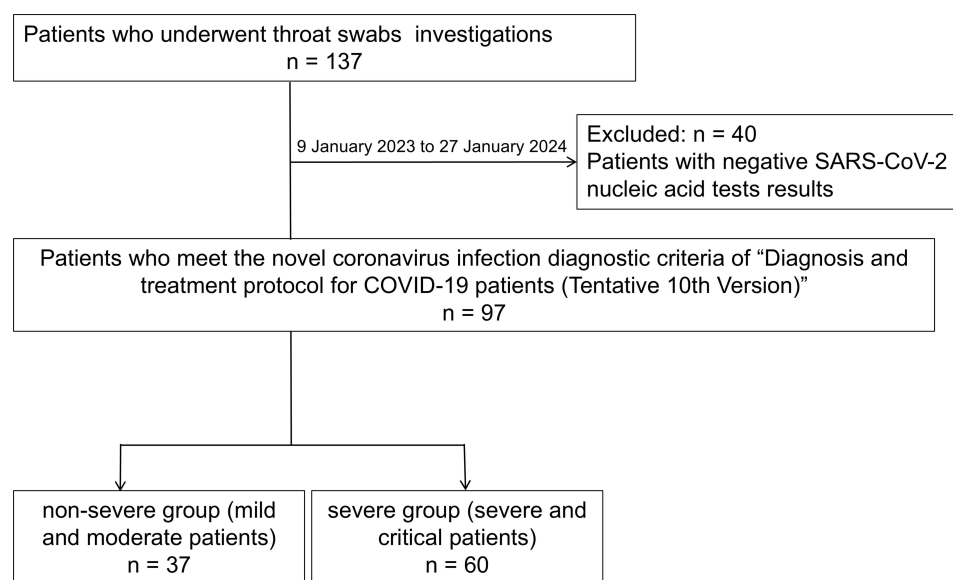 Patients who underwent throat swabs investigations
n = 137
9 January 2023 to 27 January 2024
Excluded: n = 40
Patients with negative SARS-CoV-2
nucleic acid tests results
Patients who meet the novel coronavirus infection diagnostic criteria of “Diagnosis and
treatment protocol for COVID-19 patients (Tentative 10th Version)”
n = 97
non-severe group (mild
and moderate patients)
n = 37
severe group (severe and
critical patients)
n = 60